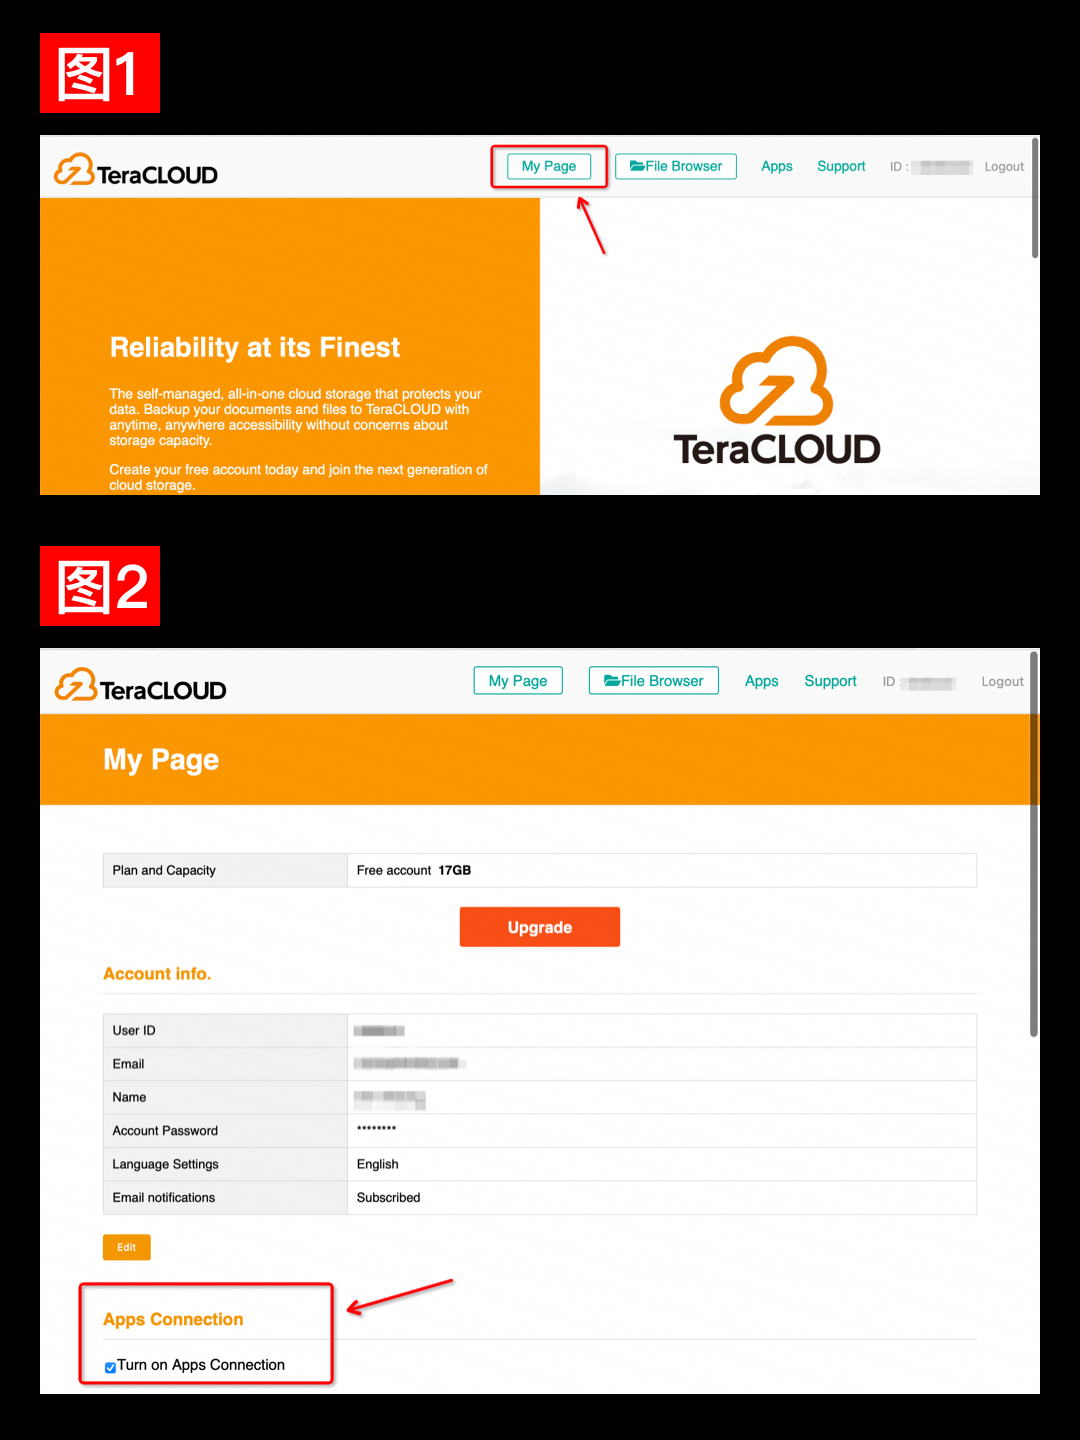 图1
TeraCLOUD
My Page
File Browser
Apps
Support
ID :
Logout
Reliability at its Finest
The self-managed, all-in-one cloud storage that protects your
data. Backup your documents and files to TeraCLOUD with
anytime, anywhere accessibility without concerns about
storage capacity.
Create your free account today and join the next generation of
cloud storage.
TeraCLOUD
图2
TeraCLOUD
My Page
File Browser
Apps
Support
ID :
Logout
My Page
Plan and Capacity
Free account 17GB
Upgrade
Account info.
User ID
Email
Name
Account Password
********
Language Settings
English
Email notifications
Subscribed
Edit
Apps Connection
Turn on Apps Connection